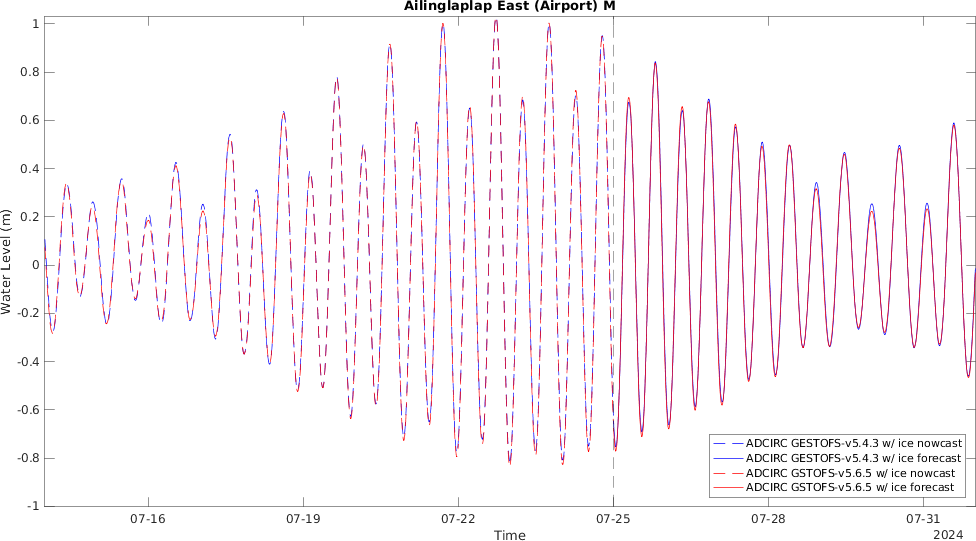 Ailinglaplap East (Airport) M
1
0.8
0.6
0.4
0.2
0
-0.2
-0.4
-0.6
-0.8
-1
Water Level (m)
ADCIRC GESTOFS-v5.4.3 w/ ice nowcast
ADCIRC GESTOFS-v5.4.3 w/ ice forecast
ADCIRC GSTOFS-v5.6.5 w/ ice nowcast
ADCIRC GSTOFS-v5.6.5 w/ ice forecast
07-16
07-19
07-22
07-25
07-28
07-31
Time
2024